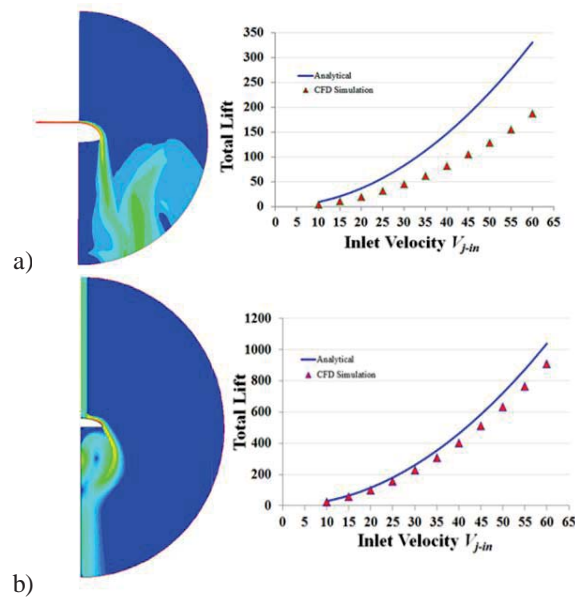 a)
350
300
250
200
150
100
50
0
Total Lift
Analytical
CFD Simulation
0 5 10 15 20 25 30 35 40 45 50 55 60 65
Inlet Velocity Vj-in
b)
1200
1000
800
600
400
200
0
Total Lift
Analytical
CFD Simulation
0 5 10 15 20 25 30 35 40 45 50 55 60 65
Inlet Velocity Vj-in